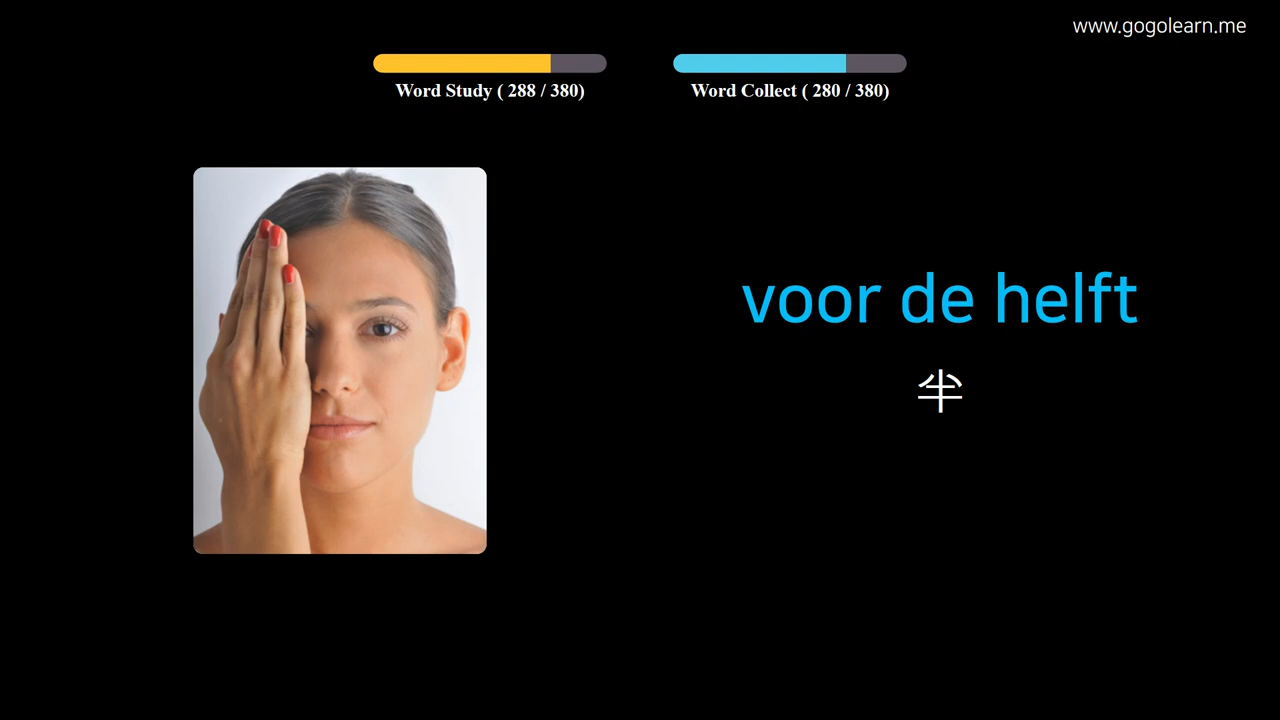 www.gogolearn.me
Word Study ( 288 / 380)
Word Collect ( 280 / 380)
voor de helft
半